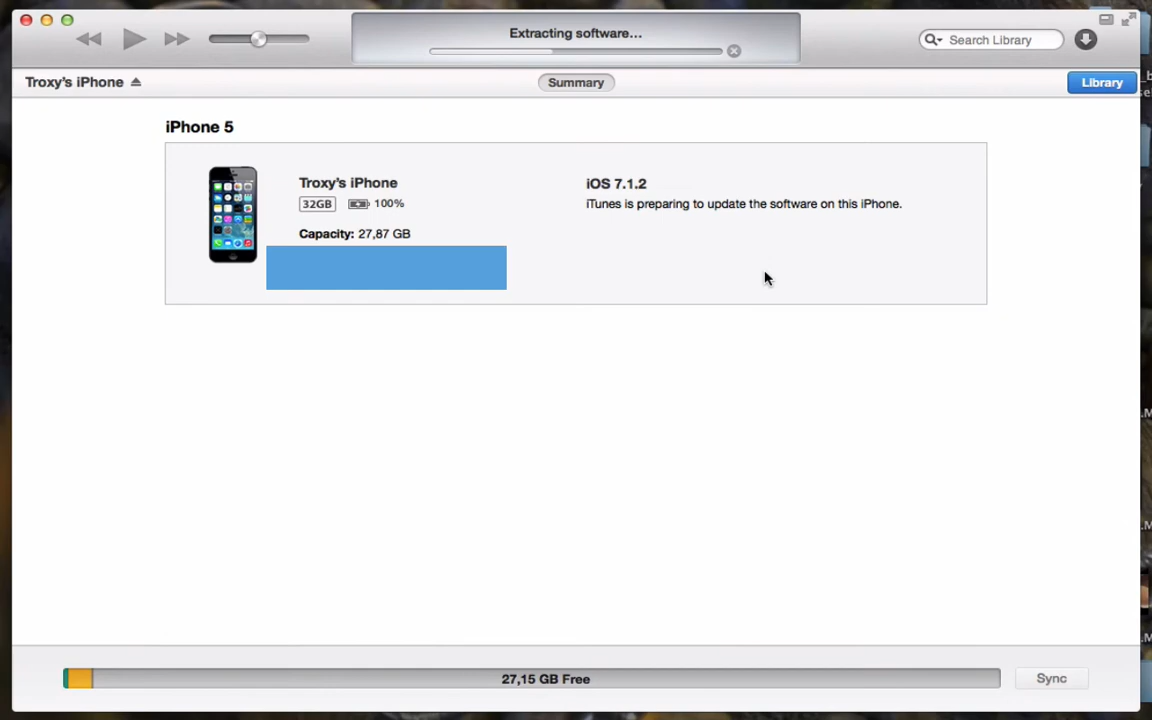 Extracting software...
Search Library
Troxy's iPhone
Summary
Library
iPhone 5
Troxy's iPhone
32GB
100%
Capacity: 27,87 GB
iOS 7.1.2
iTunes is preparing to update the software on this iPhone.
27,15 GB Free
Sync